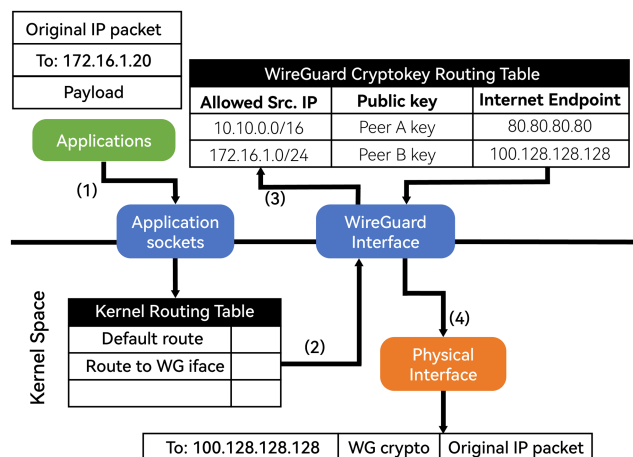 Original IP packet
To: 172.16.1.20
Payload
WireGuard Cryptokey Routing Table
Allowed Src. IP Public key Internet Endpoint
10.10.0.0/16 Peer A key 80.80.80.80
172.16.1.0/24 Peer B key 100.128.128.128
Applications
(1)
(3)
Application
sockets
WireGuard
Interface
Kernel Space
Kernel Routing Table
Default route
Route to WG iface
(2)
(4)
Physical
Interface
To: 100.128.128.128 WG crypto Original IP packet